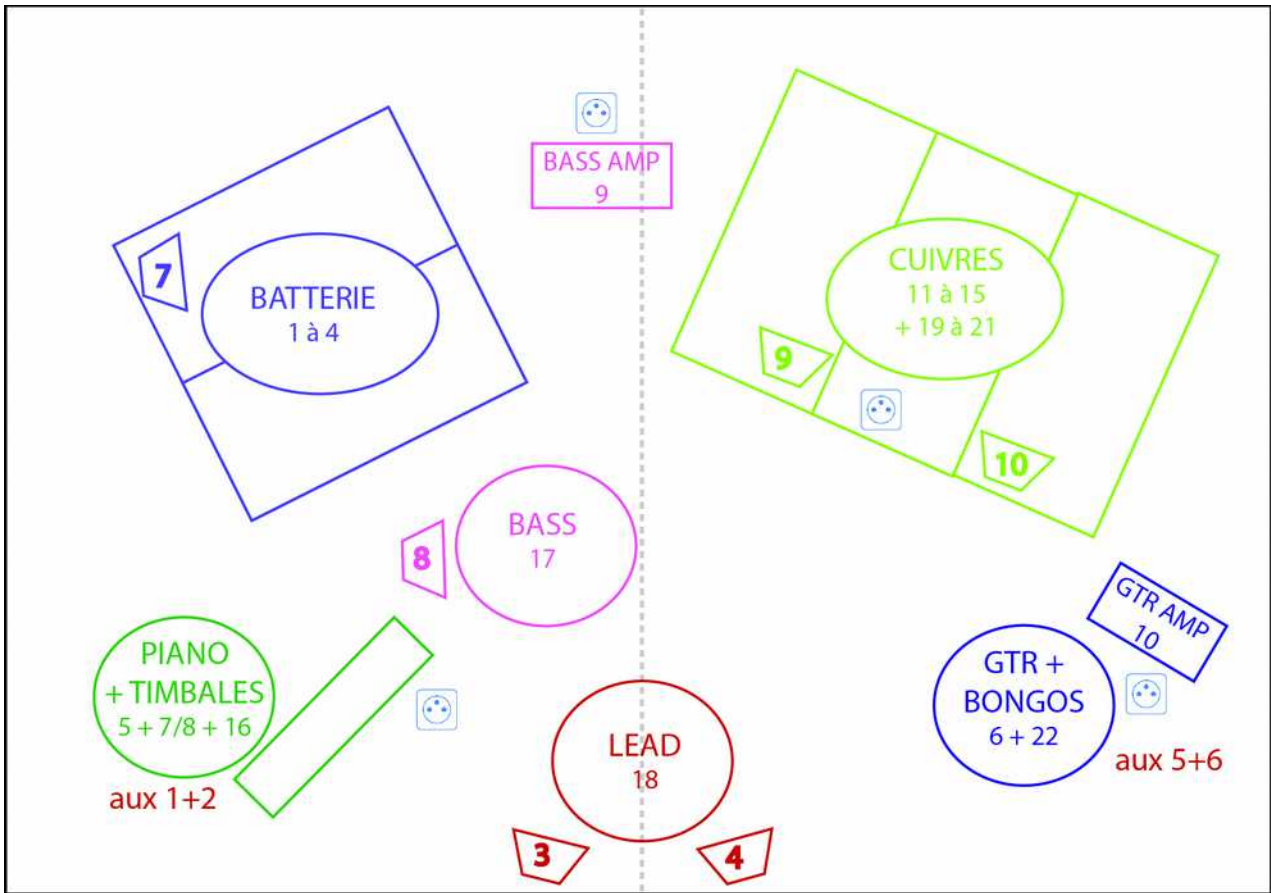 BASS AMP
9
7
BATTERIE
1 à 4
CUIVRES
11 à 15
+ 19 à 21
9
10
BASS
17
8
GTR AMP
10
PIANO
+ TIMBALES
5 + 7/8 + 16
aux 1+2
GTR +
BONGOS
6 + 22
aux 5+6
LEAD
18
3
4